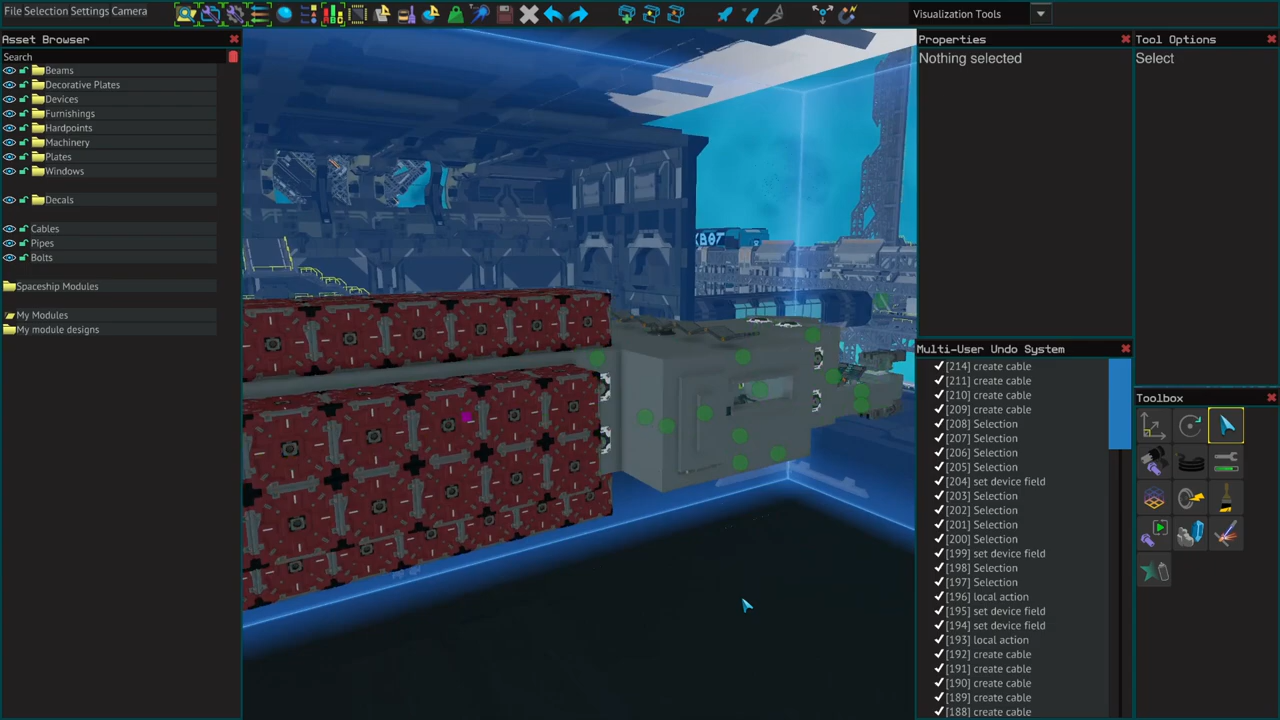 File Selection Settings Camera
Visualization Tools
Asset Browser
Search
Beams
Decorative Plates
Devices
Furnishings
Hardpoints
Machinery
Plates
Windows
Decals
Cables
Pipes
Bolts
Spaceship Modules
My Modules
My module designs
Properties
Nothing selected
Tool Options
Select
Multi-User Undo System
[214] create cable
[211] create cable
[210] create cable
[209] create cable
[208] Selection
[207] Selection
[206] Selection
[205] Selection
[204] set device field
[203] Selection
[202] Selection
[201] Selection
[200] Selection
[199] set device field
[198] Selection
[197] Selection
[196] local action
[195] set device field
[194] set device field
[193] local action
[192] create cable
[191] create cable
[190] create cable
[189] create cable
[188] create cable
Toolbox